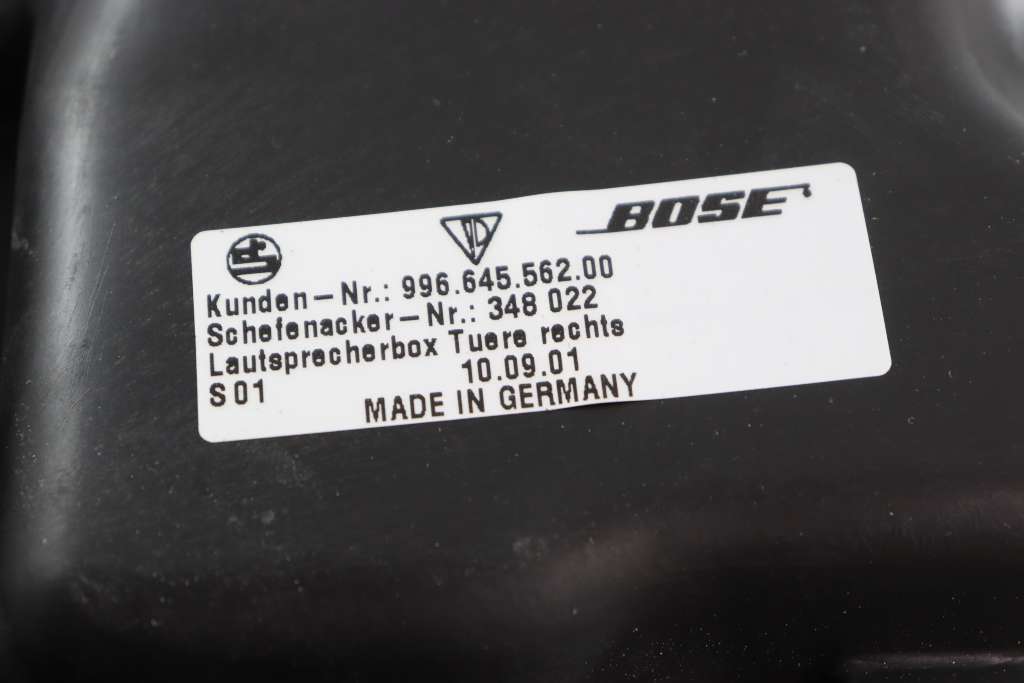 BOSE
Kunden-Nr.: 996.645.562.00
Schefenacker-Nr.: 348 022
Lautsprecherbox Tuere rechts
S01 10.09.01
MADE IN GERMANY